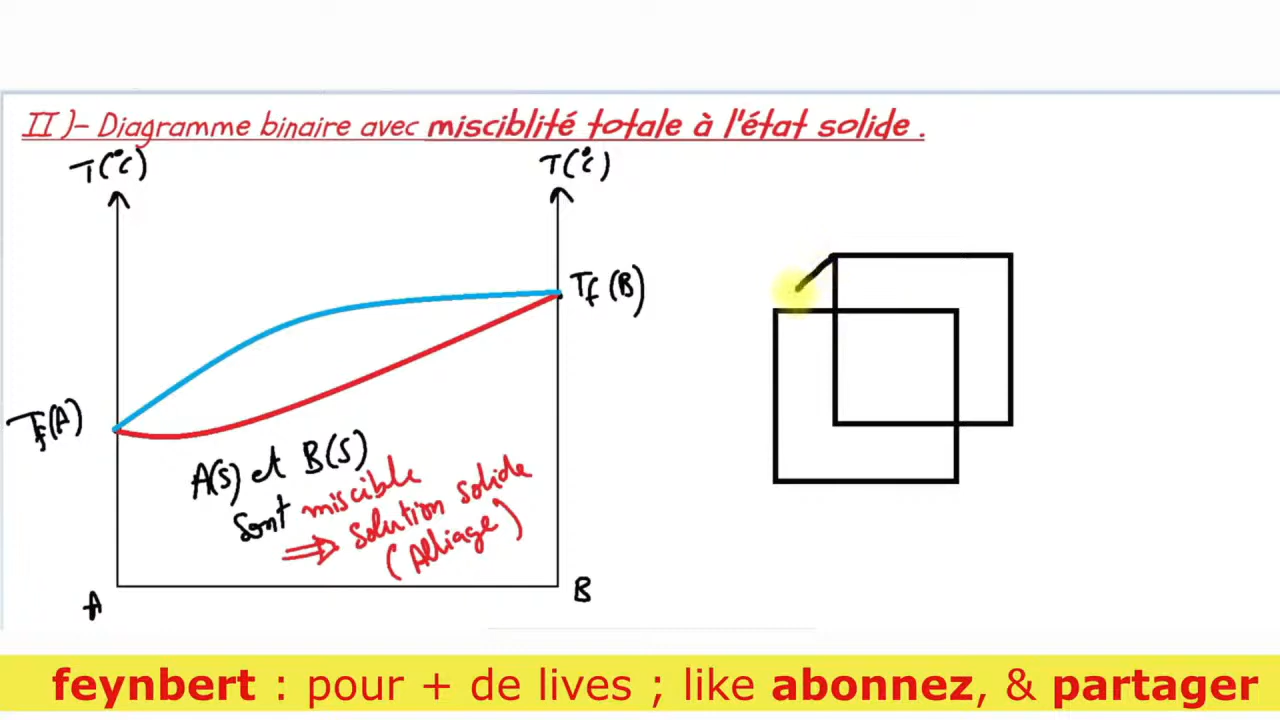 II)- Diagramme binaire avec misciblité totale à l'état solide.
T(°C)
T(°C)
Tf(B)
Tf(A)
A(s) et B(s)
sont miscible
⇒ solution solide
(Alliage)
A
B
feynbert : pour + de lives ; like abonnez, & partager